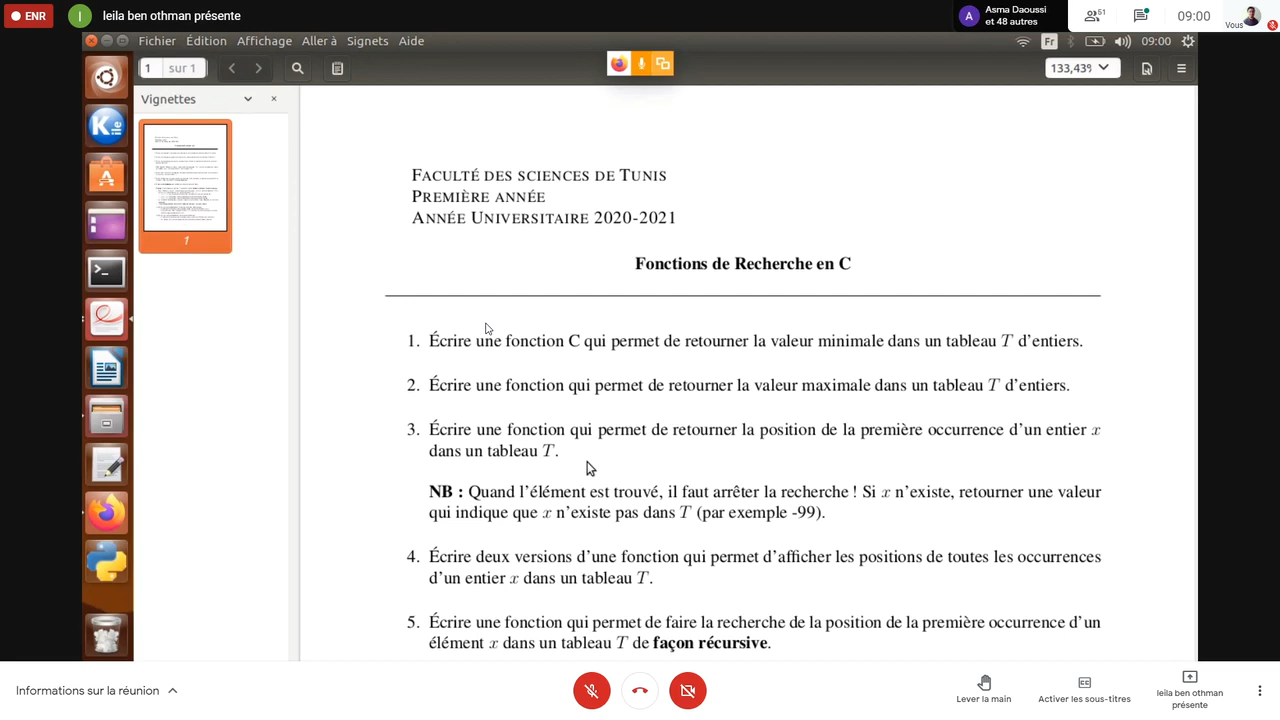 ENR
I
leila ben othman présente
A
Asma Daoussi
et 48 autres
51
09:00
Vous
Fichier Édition Affichage Aller à Signets Aide
Fr
09:00
1 sur 1
133,43%
Vignettes
1
FACULTÉ DES SCIENCES DE TUNIS
PREMIÈRE ANNÉE
ANNÉE UNIVERSITAIRE 2020-2021
Fonctions de Recherche en C
1. Écrire une fonction C qui permet de retourner la valeur minimale dans un tableau T d'entiers.
2. Écrire une fonction qui permet de retourner la valeur maximale dans un tableau T d'entiers.
3. Écrire une fonction qui permet de retourner la position de la première occurrence d'un entier x
dans un tableau T.
NB : Quand l'élément est trouvé, il faut arrêter la recherche ! Si x n'existe, retourner une valeur
qui indique que x n'existe pas dans T (par exemple -99).
4. Écrire deux versions d'une fonction qui permet d'afficher les positions de toutes les occurrences
d'un entier x dans un tableau T.
5. Écrire une fonction qui permet de faire la recherche de la position de la première occurrence d'un
élément x dans un tableau T de façon récursive.
Informations sur la réunion
Lever la main
Activer les sous-titres
leila ben othman
présente